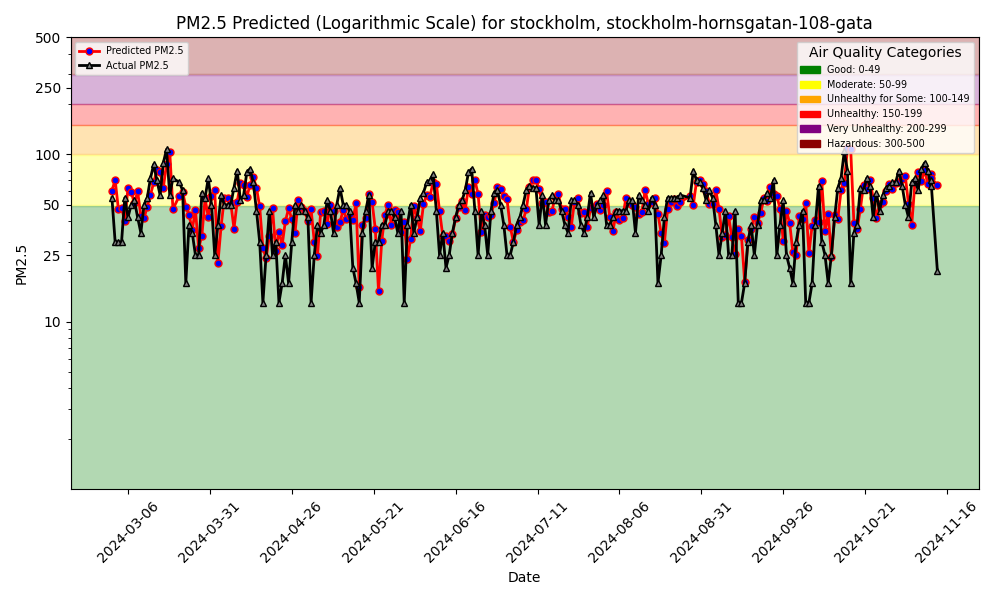 PM2.5 Predicted (Logarithmic Scale) for stockholm, stockholm-hornsgatan-108-gata
Predicted PM2.5
Actual PM2.5
Air Quality Categories
Good: 0-49
Moderate: 50-99
Unhealthy for Some: 100-149
Unhealthy: 150-199
Very Unhealthy: 200-299
Hazardous: 300-500
PM2.5
500
250
100
50
25
10
2024-03-06
2024-03-31
2024-04-26
2024-05-21
2024-06-16
2024-07-11
2024-08-06
2024-08-31
2024-09-26
2024-10-21
2024-11-16
Date